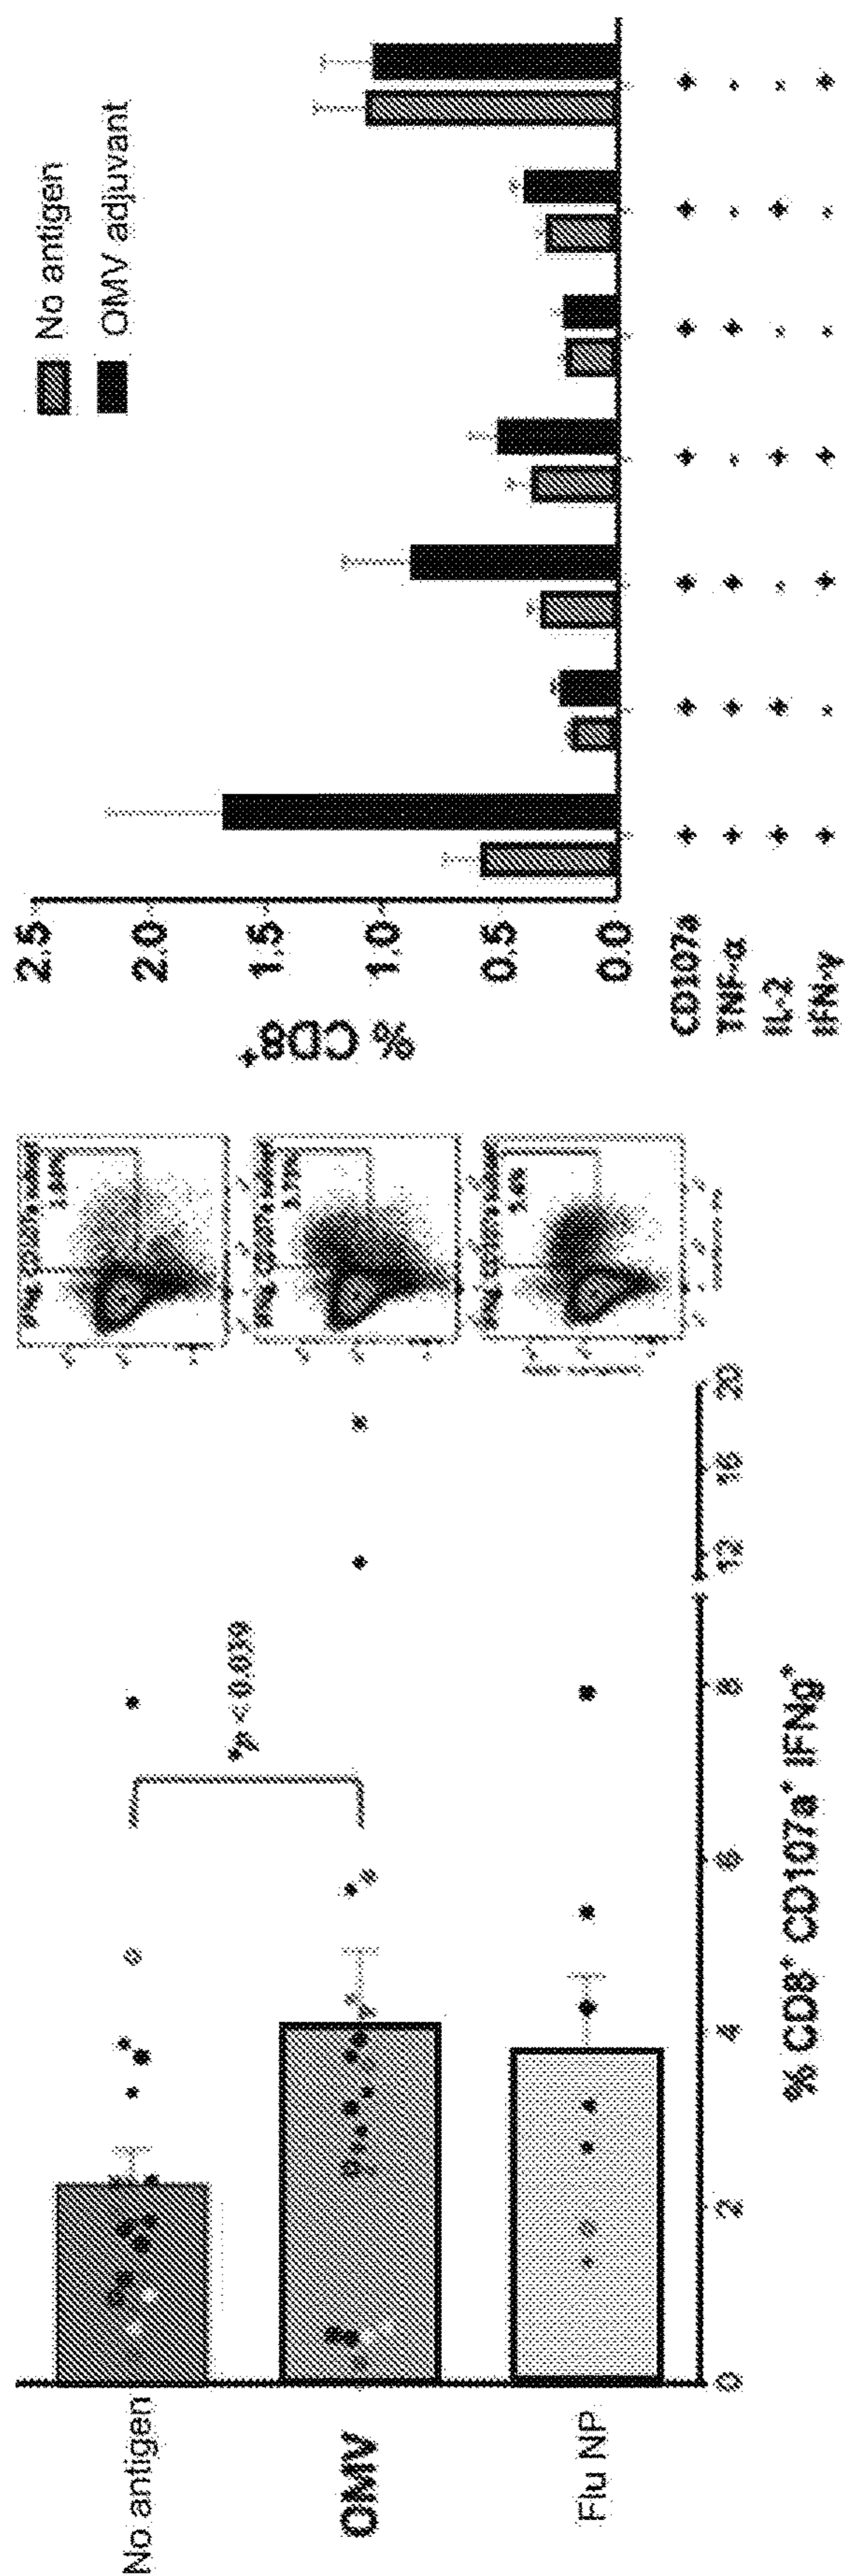 No antigen
OMV
Flu NP
*p < 0.039
0
2
4
6
8
12
16
20
% CD8⁺ CD107a⁺ IFNg⁺
No antigen
OMV adjuvant
% CD8⁺
2.5
2.0
1.5
1.0
0.5
0.0
CD107a + + + + + + +
TNF-α + + + - + - -
IL-2 + + - + - + -
IFN-γ + - + + - - +